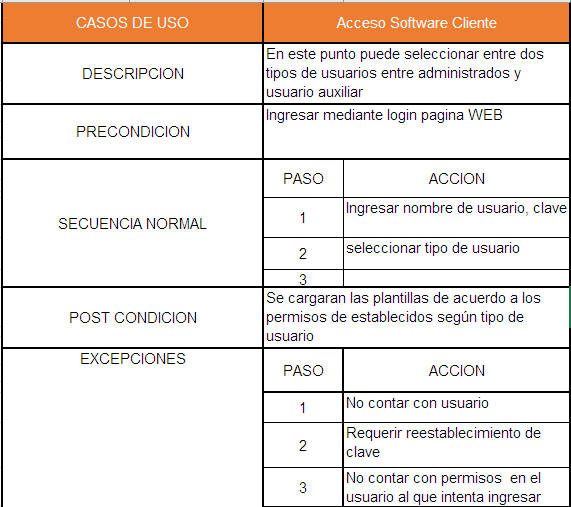 CASOS DE USO
Acceso Software Cliente
DESCRIPCION
En este punto puede seleccionar entre dos
tipos de usuarios entre administrados y
usuario auxiliar
PRECONDICION
Ingresar mediante login pagina WEB
SECUENCIA NORMAL
PASO ACCION
1 Ingresar nombre de usuario, clave
2 seleccionar tipo de usuario
3
POST CONDICION
Se cargaran las plantillas de acuerdo a los
permisos de establecidos según tipo de
usuario
EXCEPCIONES
PASO ACCION
1 No contar con usuario
2 Requerir reestablecimiento de
clave
3 No contar con permisos en el
usuario al que intenta ingresar